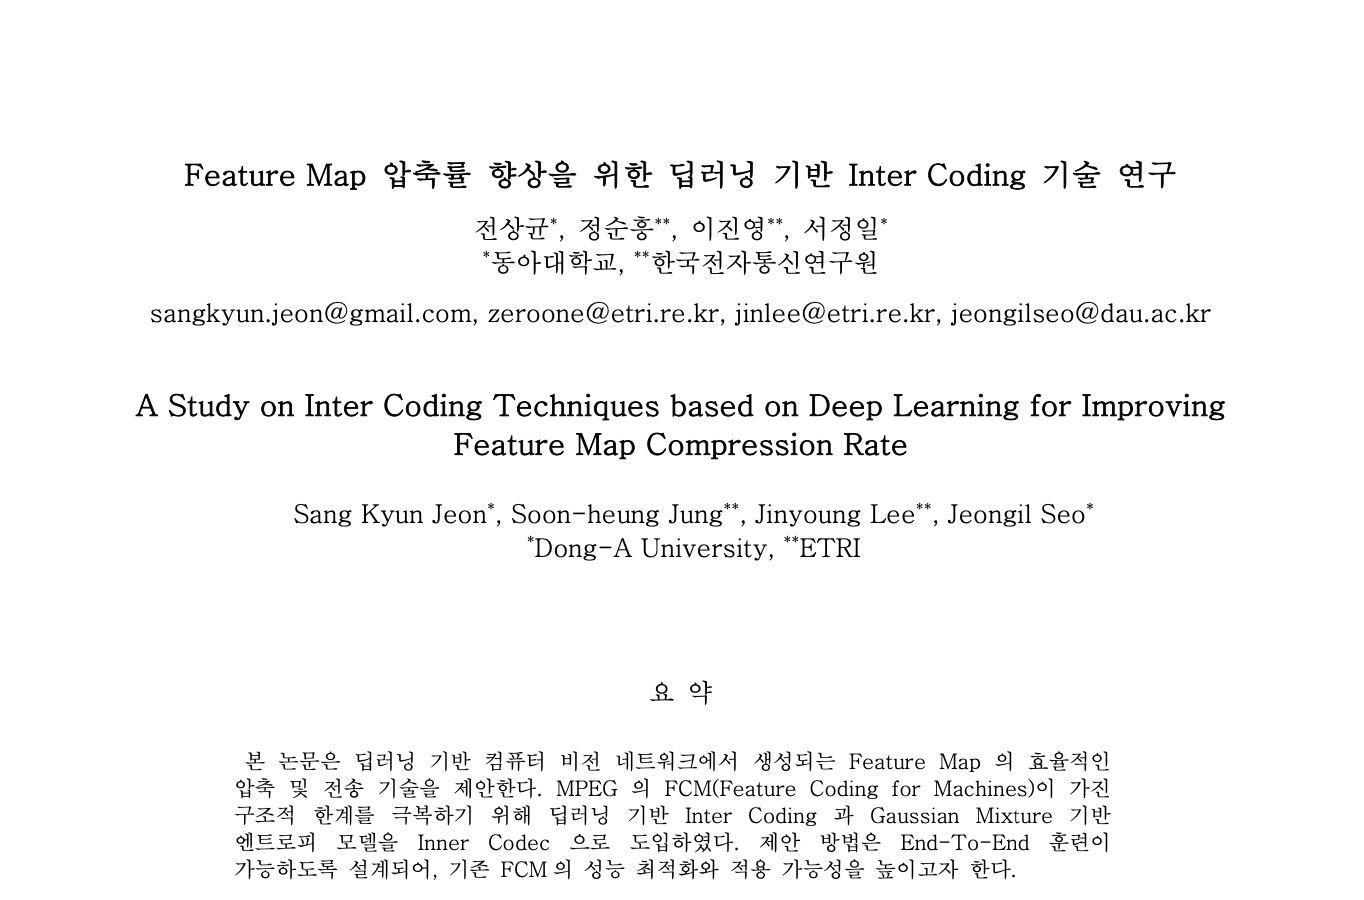 Feature Map 압축률 향상을 위한 딥러닝 기반 Inter Coding 기술 연구
전상균*, 정순흥**, 이진영**, 서정일*
*동아대학교, **한국전자통신연구원
sangkyun.jeon@gmail.com, zeroone@etri.re.kr, jinlee@etri.re.kr, jeongilseo@dau.ac.kr
A Study on Inter Coding Techniques based on Deep Learning for Improving
Feature Map Compression Rate
Sang Kyun Jeon*, Soon-heung Jung**, Jinyoung Lee**, Jeongil Seo*
*Dong-A University, **ETRI
요 약
본 논문은 딥러닝 기반 컴퓨터 비전 네트워크에서 생성되는 Feature Map 의 효율적인
압축 및 전송 기술을 제안한다. MPEG 의 FCM(Feature Coding for Machines)이 가진
구조적 한계를 극복하기 위해 딥러닝 기반 Inter Coding 과 Gaussian Mixture 기반
엔트로피 모델을 Inner Codec 으로 도입하였다. 제안 방법은 End-To-End 훈련이
가능하도록 설계되어, 기존 FCM 의 성능 최적화와 적용 가능성을 높이고자 한다.